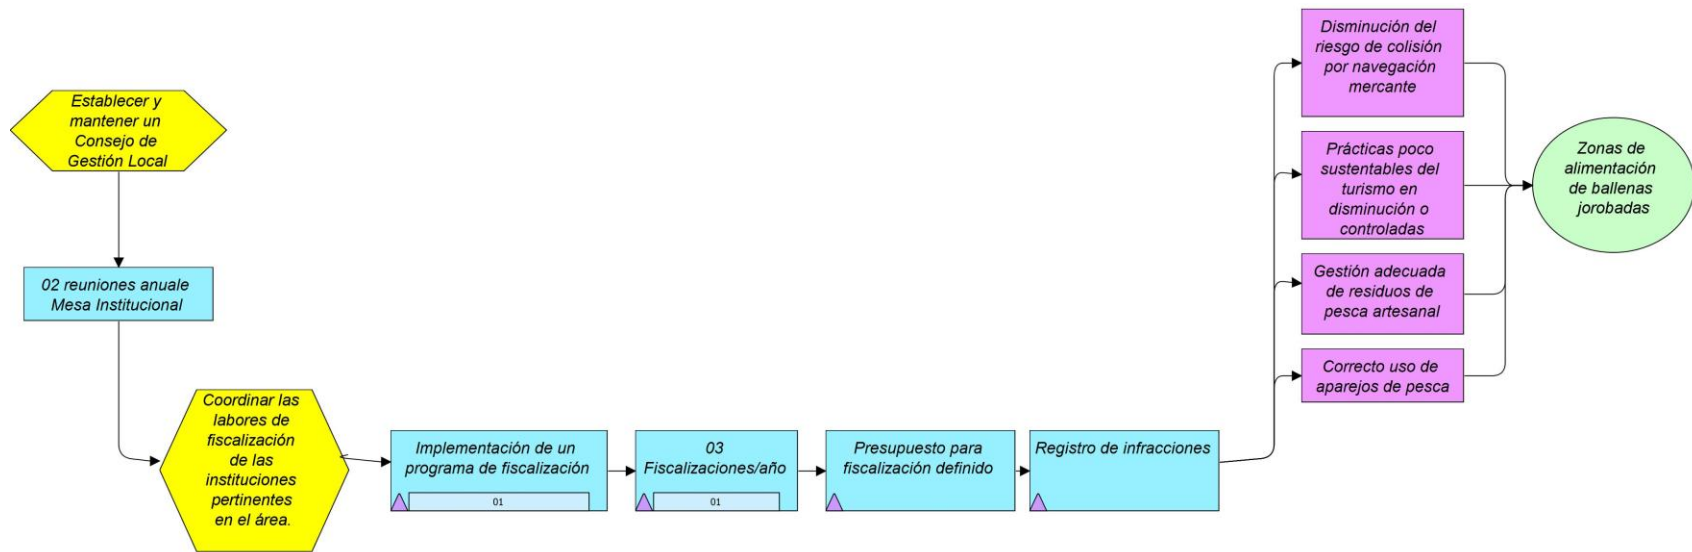 Establecer y
mantener un
Consejo de
Gestión Local
02 reuniones anuale
Mesa Institucional
Coordinar las
labores de
fiscalización
de las
instituciones
pertinentes
en el área.
Implementación de un
programa de fiscalización
01
03
Fiscalizaciones/año
01
Presupuesto para
fiscalización definido
Registro de infracciones
Disminución del
riesgo de colisión
por navegación
mercante
Prácticas poco
sustentables del
turismo en
disminución o
controladas
Gestión adecuada
de residuos de
pesca artesanal
Correcto uso de
aparejos de pesca
Zonas de
alimentación
de ballenas
jorobadas